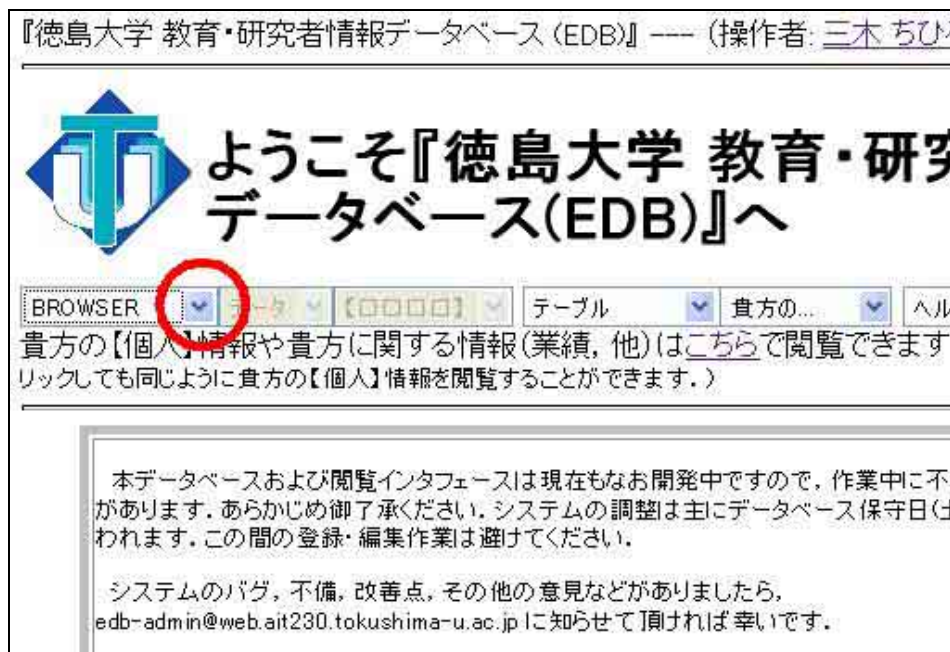 『徳島大学 教育・研究者情報データベース (EDB)』 --- (操作者: 三木 ちひ
ようこそ『徳島大学 教育・研究
データベース(EDB)』へ
BROWSER データ 【ロロロロ】 テーブル 貴方の... ヘル
貴方の【個人】情報や貴方に関する情報(業績, 他)はこちらで閲覧できます
リックしても同じように貴方の【個人】情報を閲覧することができます.)
本データベースおよび閲覧インタフェースは現在もなお開発中ですので, 作業中に不
があります. あらかじめ御了承ください. システムの調整は主にデータベース保守日(土
われます. この間の登録・編集作業は避けてください.
システムのバグ, 不備, 改善点, その他の意見などがありましたら,
edb-admin@web.ait230.tokushima-u.ac.jp に知らせて頂ければ幸いです.